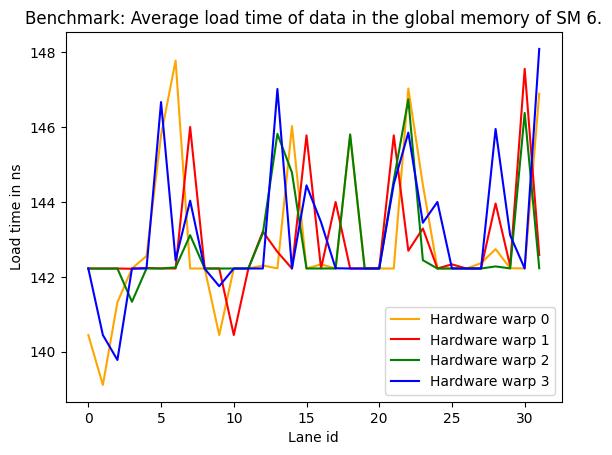 Benchmark: Average load time of data in the global memory of SM 6.
148
146
144
142
140
Load time in ns
0 5 10 15 20 25 30
Lane id
Hardware warp 0
Hardware warp 1
Hardware warp 2
Hardware warp 3